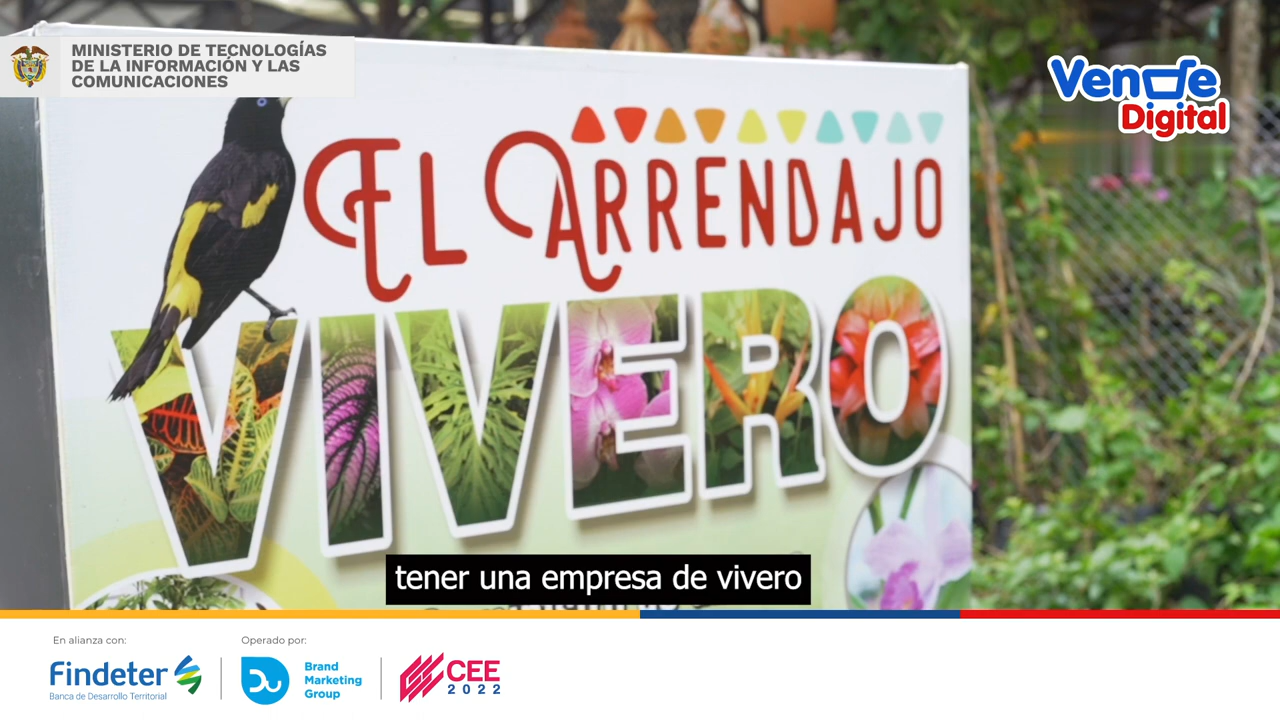 MINISTERIO DE TECNOLOGÍAS
DE LA INFORMACIÓN Y LAS
COMUNICACIONES
Vende
Digital
EL ARRENDAJO
VIVERO
tener una empresa de vivero
En alianza con:
Findeter
Banca de Desarrollo Territorial
Operado por:
Du
Brand
Marketing
Group
CEE
2022